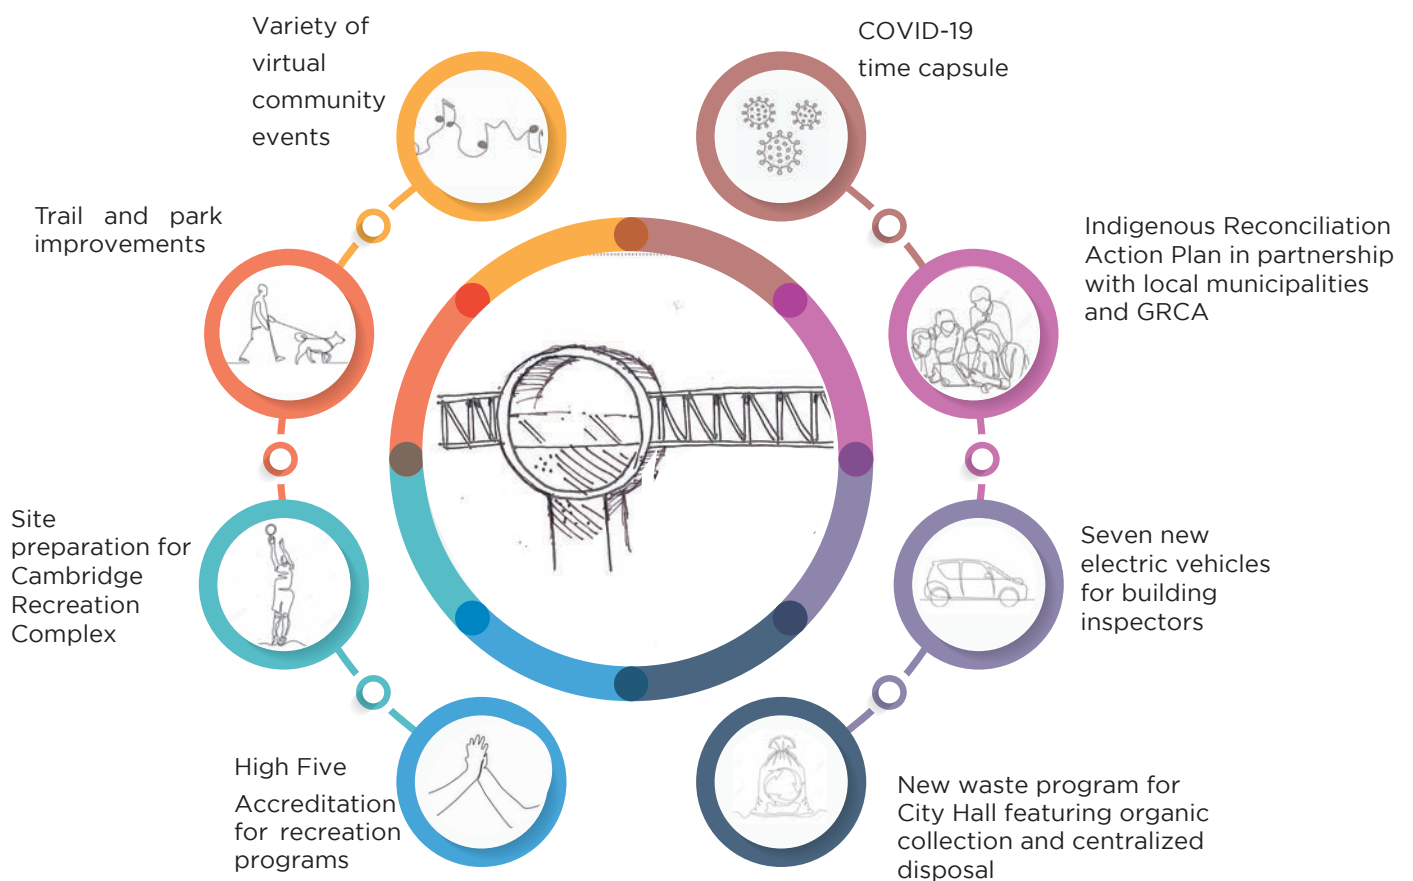 Variety of
virtual
community
events
COVID-19
time capsule
Trail and park
improvements
Indigenous Reconciliation
Action Plan in partnership
with local municipalities
and GRCA
Site
preparation for
Cambridge
Recreation
Complex
Seven new
electric vehicles
for building
inspectors
High Five
Accreditation
for recreation
programs
New waste program for
City Hall featuring organic
collection and centralized
disposal